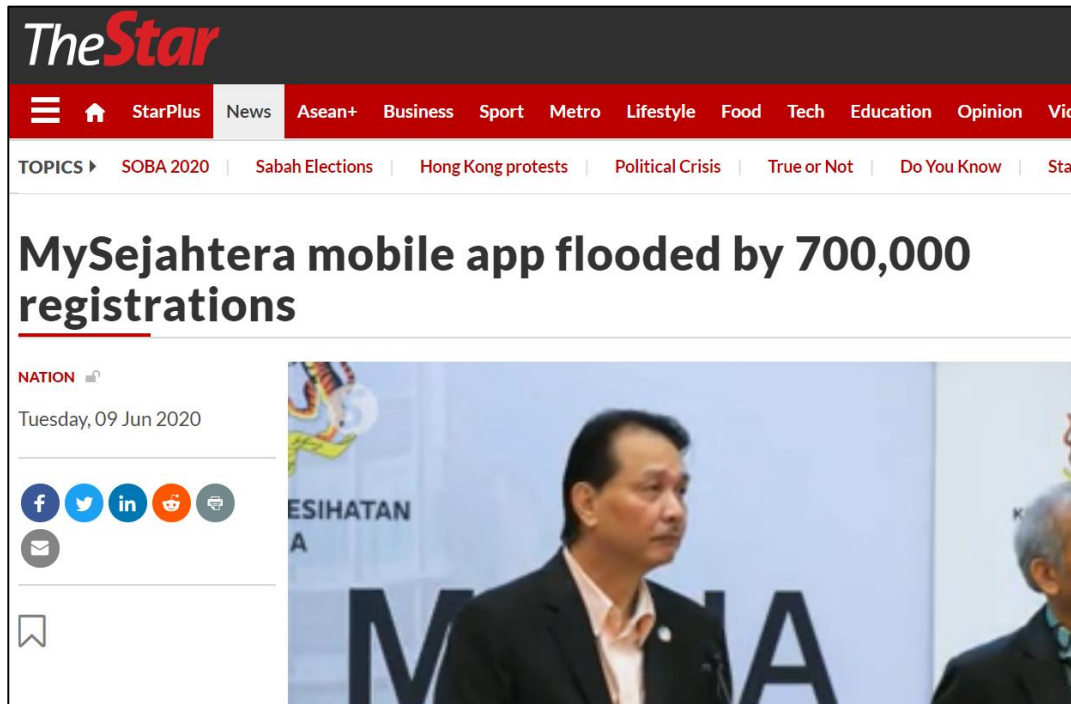 TheStar
StarPlus News Asean+ Business Sport Metro Lifestyle Food Tech Education Opinion
TOPICS SOBA 2020 Sabah Elections Hong Kong protests Political Crisis True or Not Do You Know
MySejahtera mobile app flooded by 700,000
registrations
NATION
Tuesday, 09 Jun 2020
ESIHATAN
A